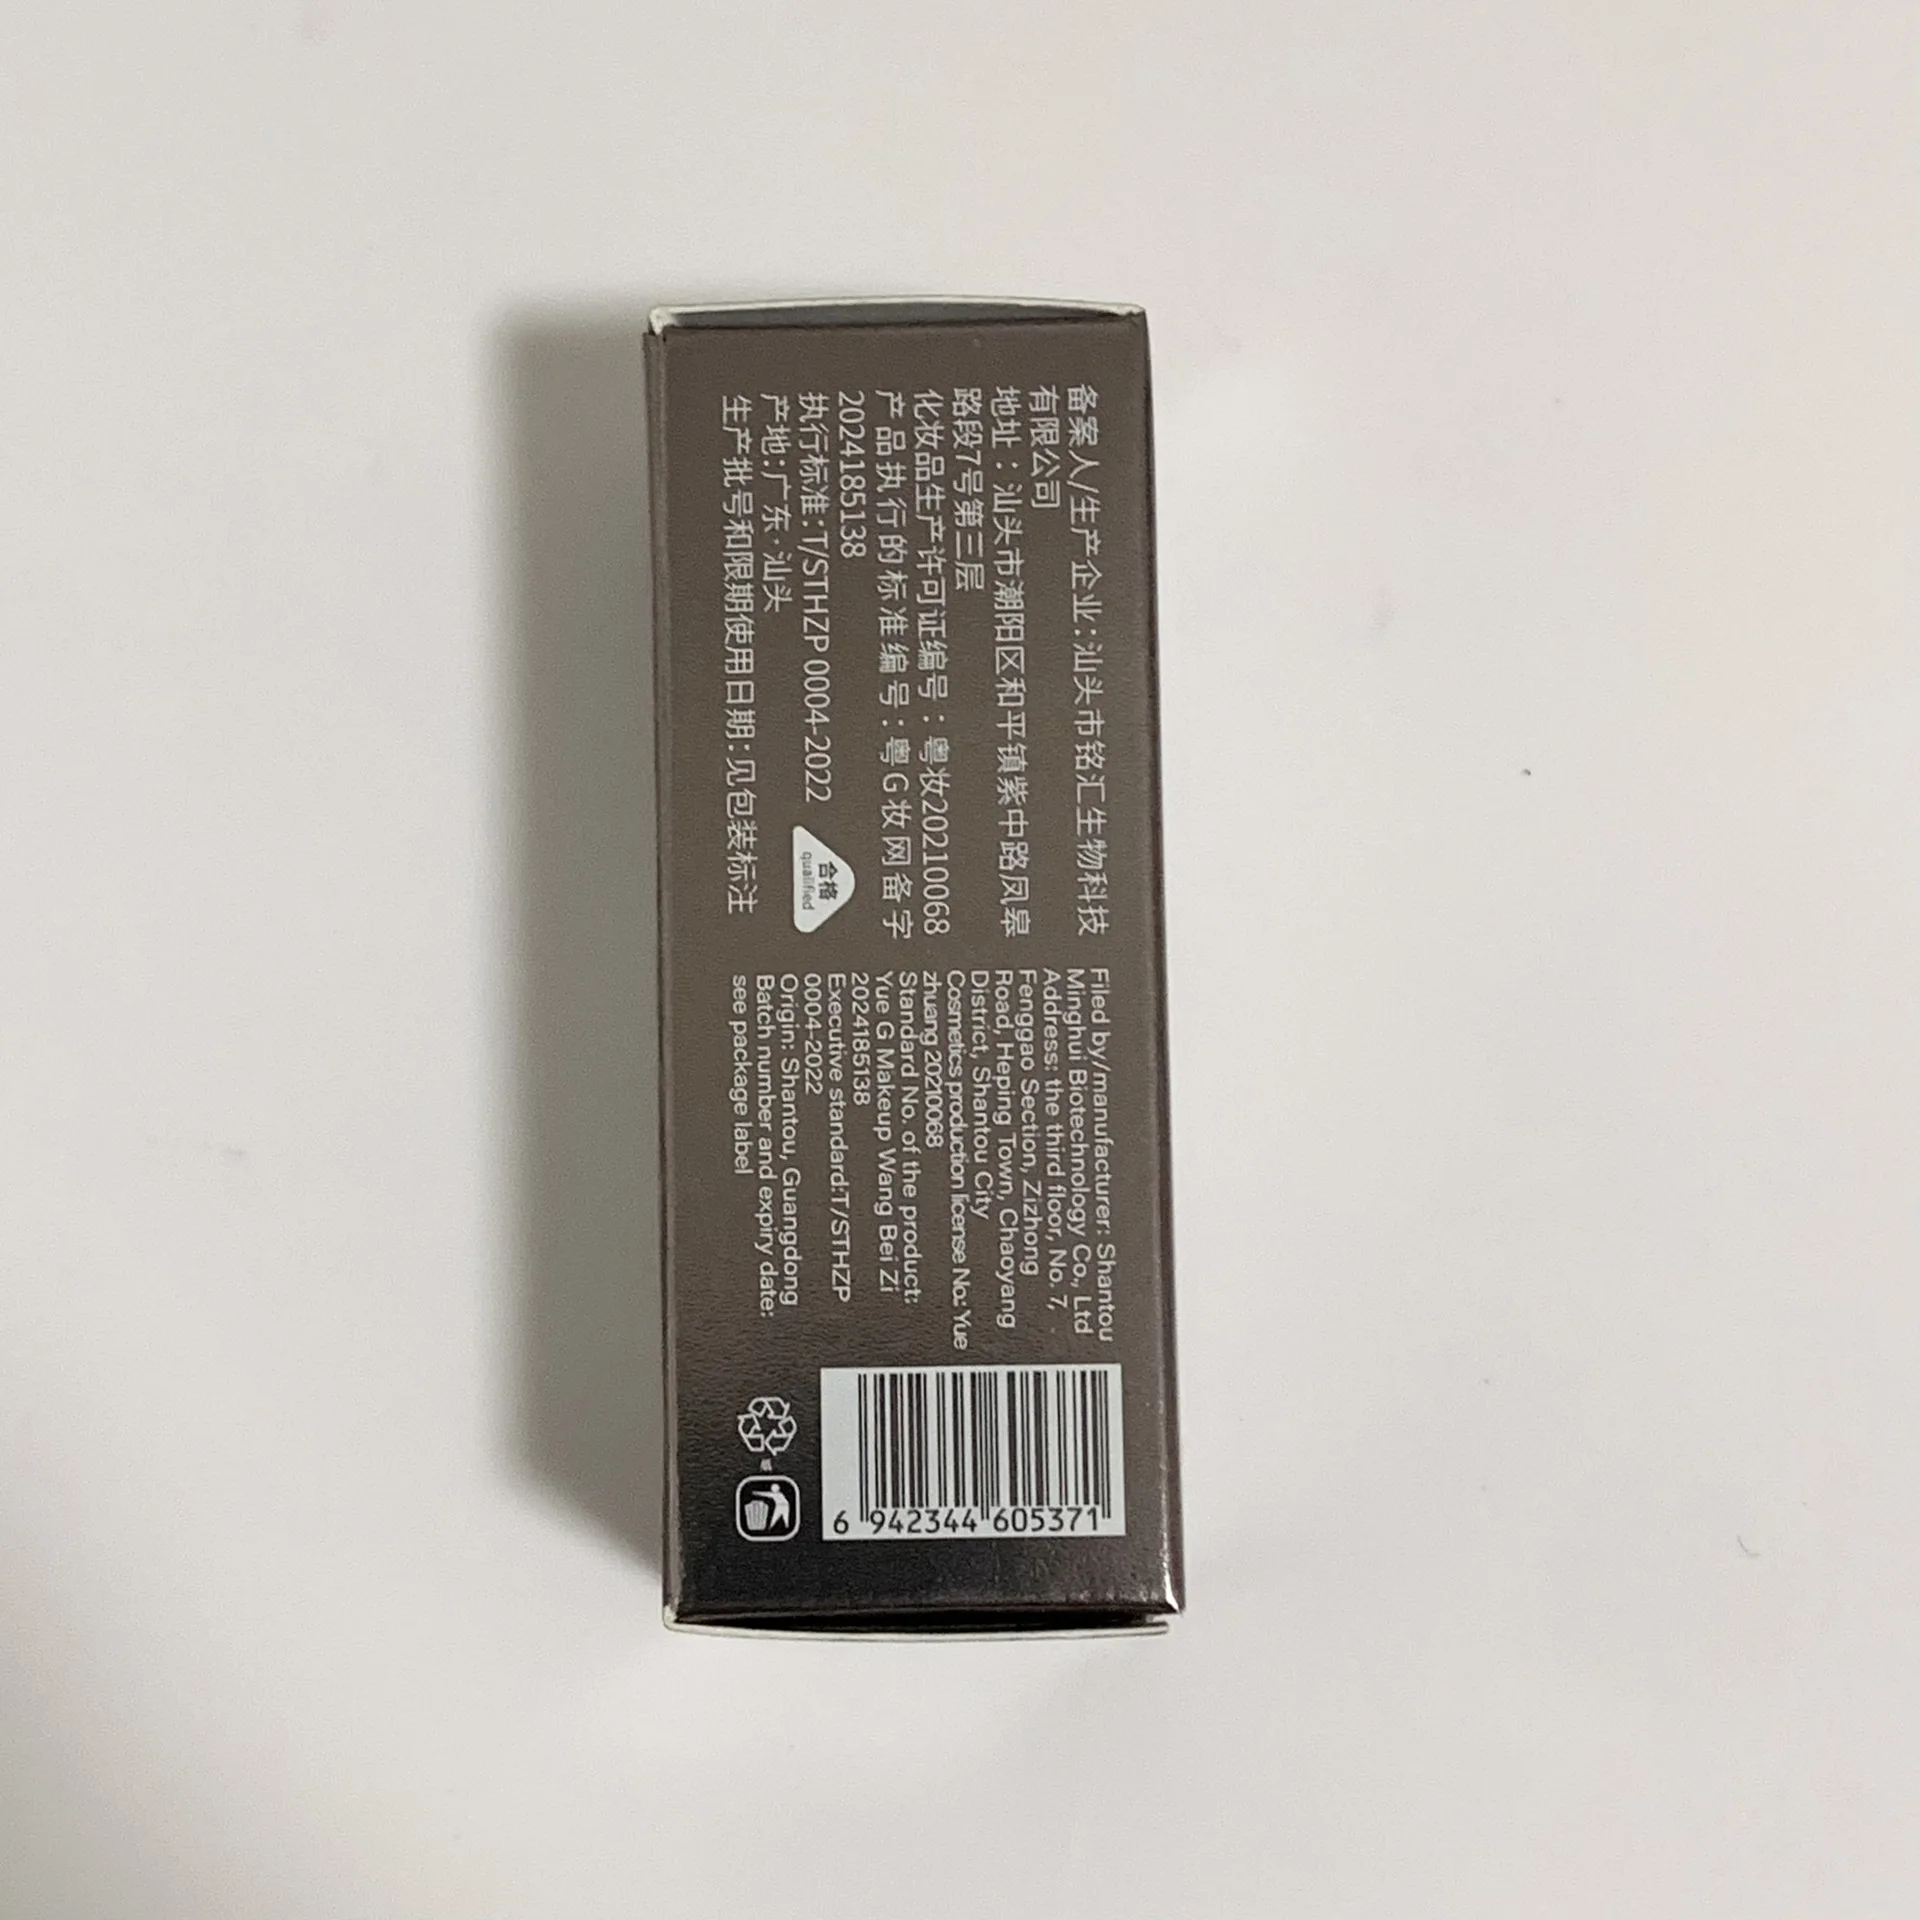 备案人/生产企业:汕头市铭汇生物科技
有限公司
地址:汕头市潮阳区和平镇紫中路凤皋
路段7号第三层
化妆品生产许可证编号:粤妆20210068
产品执行的标准编号:粤G妆网备字
2024185138
执行标准:T/STHZP 0004-2022
产地:广东·汕头
生产批号和限期使用日期:见包装标注
合格
qualified
Filed by/manufacturer: Shantou
Minghui Biotechnology Co., Ltd
Address: the third floor, No. 7,
Fenggao Section, Zizhong
Road, Heping Town, Chaoyang
District, Shantou City
Cosmetics production license No.: Yue
zhuang 20210068
Standard No. of the product:
Yue G Makeup Wang Bei Zi
2024185138
Executive standard:T/STHZP
0004-2022
Origin: Shantou, Guangdong
Batch number and expiry date:
see package label
6 942344 605371